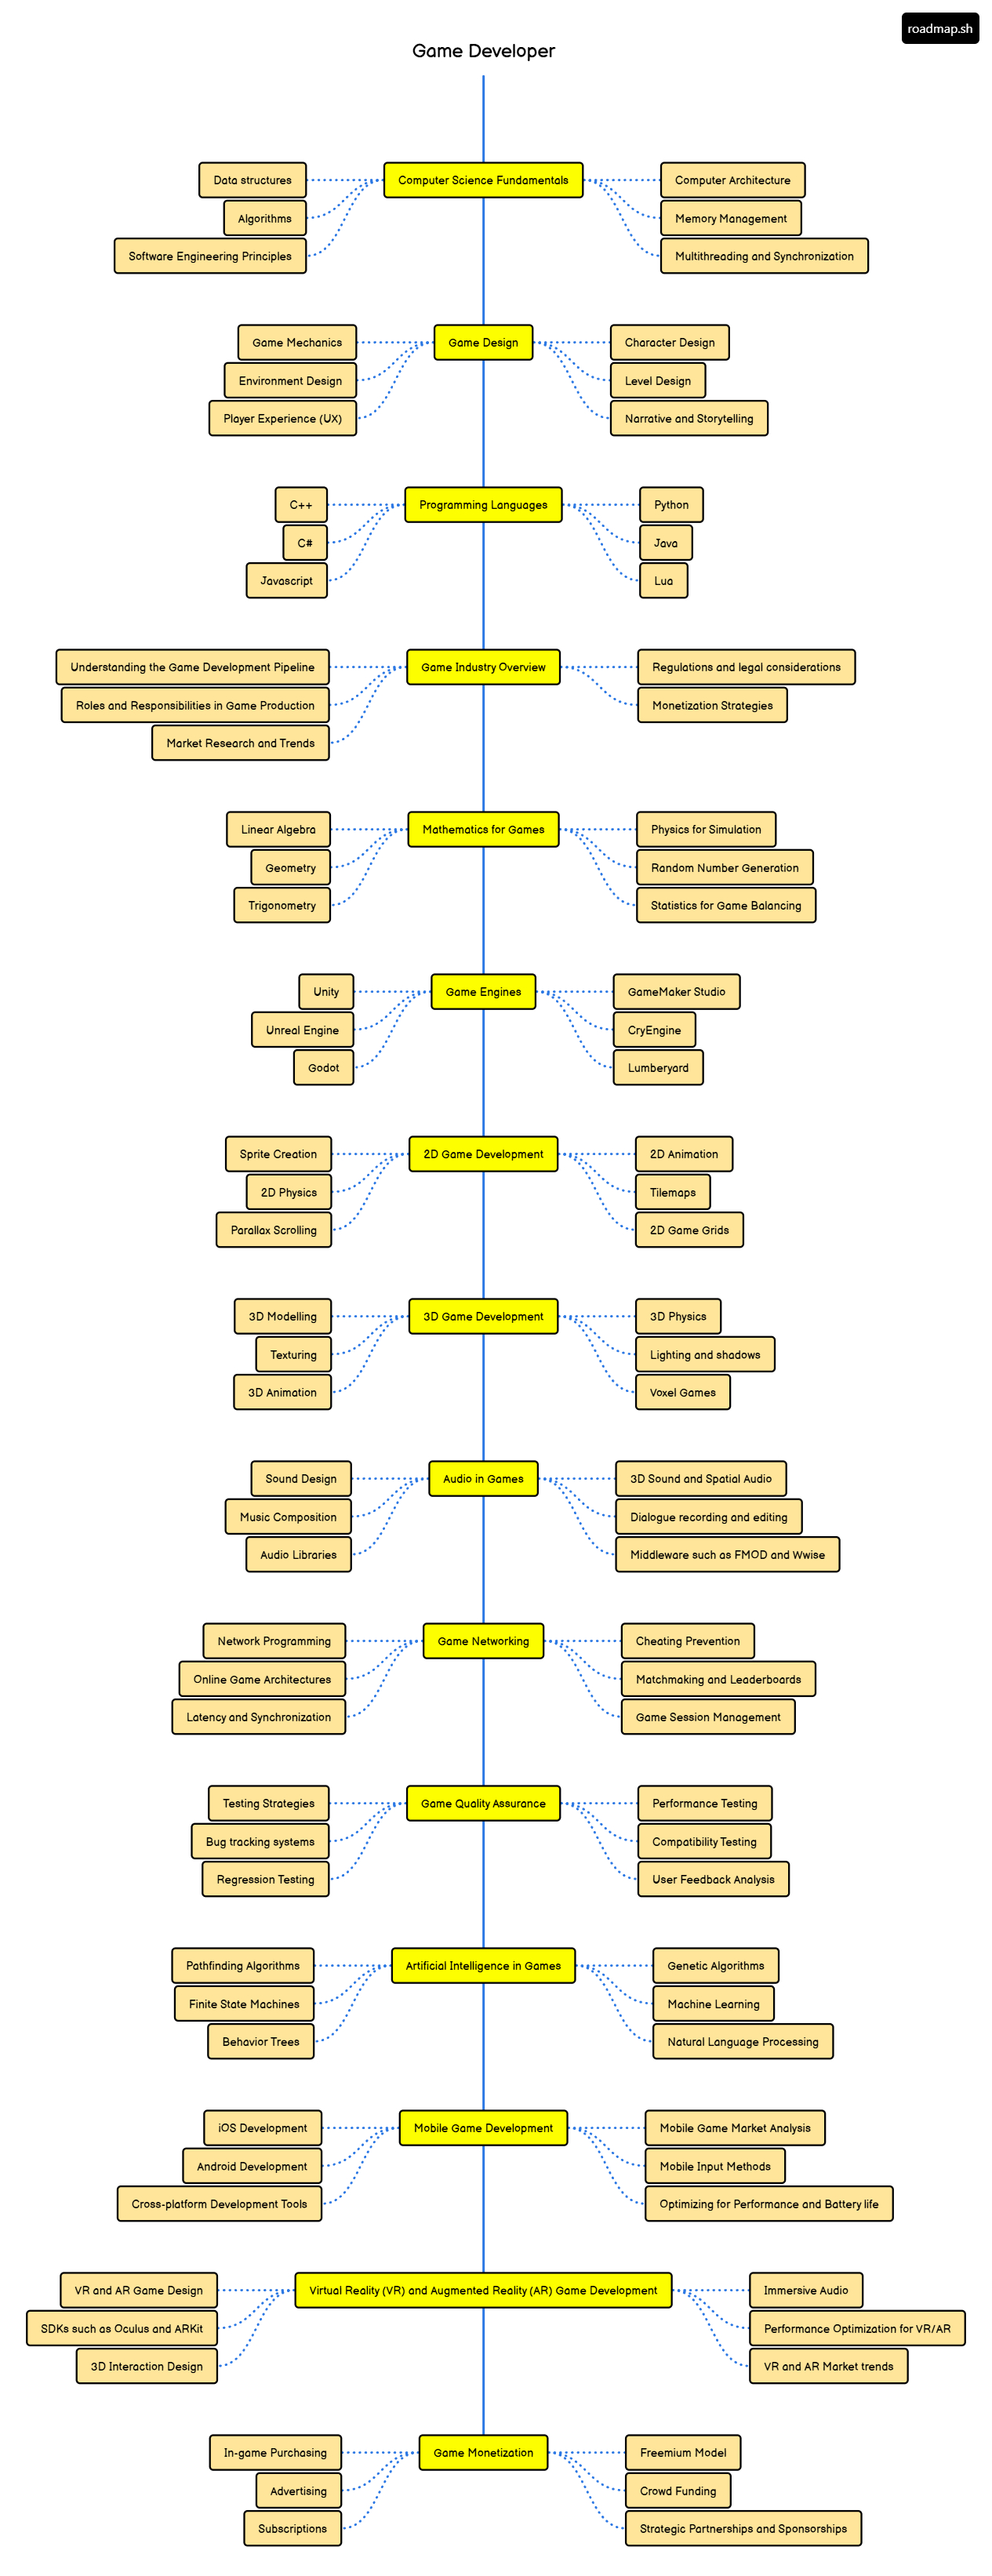 roadmap.sh
Game Developer
Data structures
Algorithms
Software Engineering Principles
Computer Science Fundamentals
Computer Architecture
Memory Management
Multithreading and Synchronization
Game Mechanics
Environment Design
Player Experience (UX)
Game Design
Character Design
Level Design
Narrative and Storytelling
C++
C#
Javascript
Programming Languages
Python
Java
Lua
Understanding the Game Development Pipeline
Roles and Responsibilities in Game Production
Market Research and Trends
Game Industry Overview
Regulations and legal considerations
Monetization Strategies
Linear Algebra
Geometry
Trigonometry
Mathematics for Games
Physics for Simulation
Random Number Generation
Statistics for Game Balancing
Unity
Unreal Engine
Godot
Game Engines
GameMaker Studio
CryEngine
Lumberyard
Sprite Creation
2D Physics
Parallax Scrolling
2D Game Development
2D Animation
Tilemaps
2D Game Grids
3D Modelling
Texturing
3D Animation
3D Game Development
3D Physics
Lighting and shadows
Voxel Games
Sound Design
Music Composition
Audio Libraries
Audio in Games
3D Sound and Spatial Audio
Dialogue recording and editing
Middleware such as FMOD and Wwise
Network Programming
Online Game Architectures
Latency and Synchronization
Game Networking
Cheating Prevention
Matchmaking and Leaderboards
Game Session Management
Testing Strategies
Bug tracking systems
Regression Testing
Game Quality Assurance
Performance Testing
Compatibility Testing
User Feedback Analysis
Pathfinding Algorithms
Finite State Machines
Behavior Trees
Artificial Intelligence in Games
Genetic Algorithms
Machine Learning
Natural Language Processing
iOS Development
Android Development
Cross-platform Development Tools
Mobile Game Development
Mobile Game Market Analysis
Mobile Input Methods
Optimizing for Performance and Battery life
VR and AR Game Design
SDKs such as Oculus and ARKit
3D Interaction Design
Virtual Reality (VR) and Augmented Reality (AR) Game Development
Immersive Audio
Performance Optimization for VR/AR
VR and AR Market trends
In-game Purchasing
Advertising
Subscriptions
Game Monetization
Freemium Model
Crowd Funding
Strategic Partnerships and Sponsorships